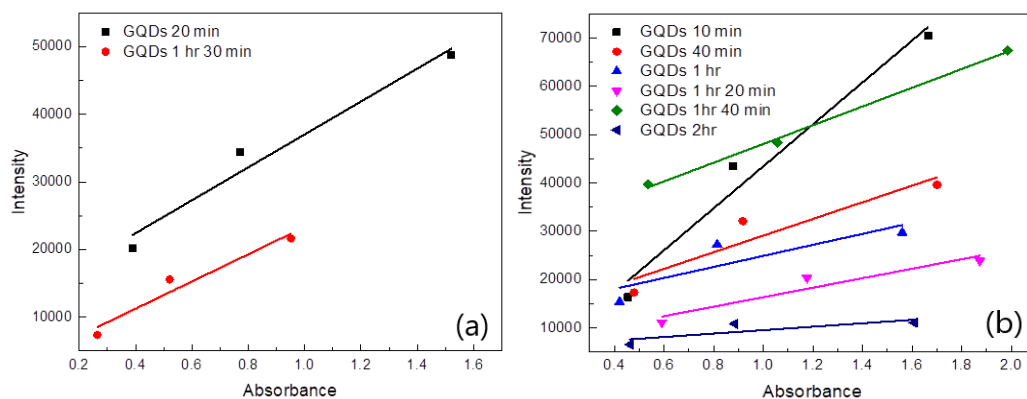 GQDs 20 min
GQDs 1 hr 30 min
50000
40000
30000
20000
10000
Intensity
0.2 0.4 0.6 0.8 1.0 1.2 1.4 1.6
Absorbance
(a)
GQDs 10 min
GQDs 40 min
GQDs 1 hr
GQDs 1 hr 20 min
GQDs 1hr 40 min
GQDs 2hr
70000
60000
50000
40000
30000
20000
10000
Intensity
0.4 0.6 0.8 1.0 1.2 1.4 1.6 1.8 2.0
Absorbance
(b)